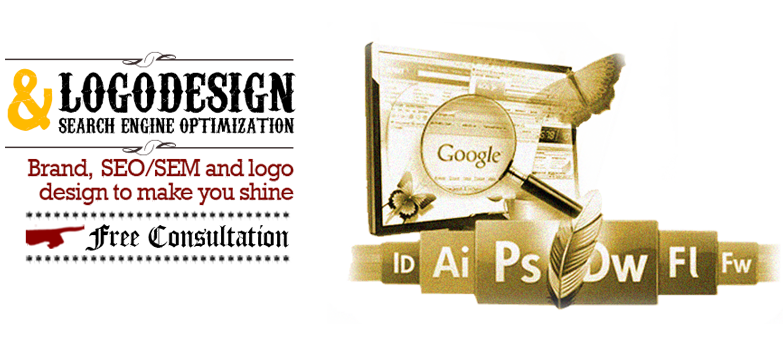 & LOGODESIGN
SEARCH ENGINE OPTIMIZATION
Brand, SEO/SEM and logo
design to make you shine
Free Consultation
Google
ID Ai Ps Dw Fl Fw